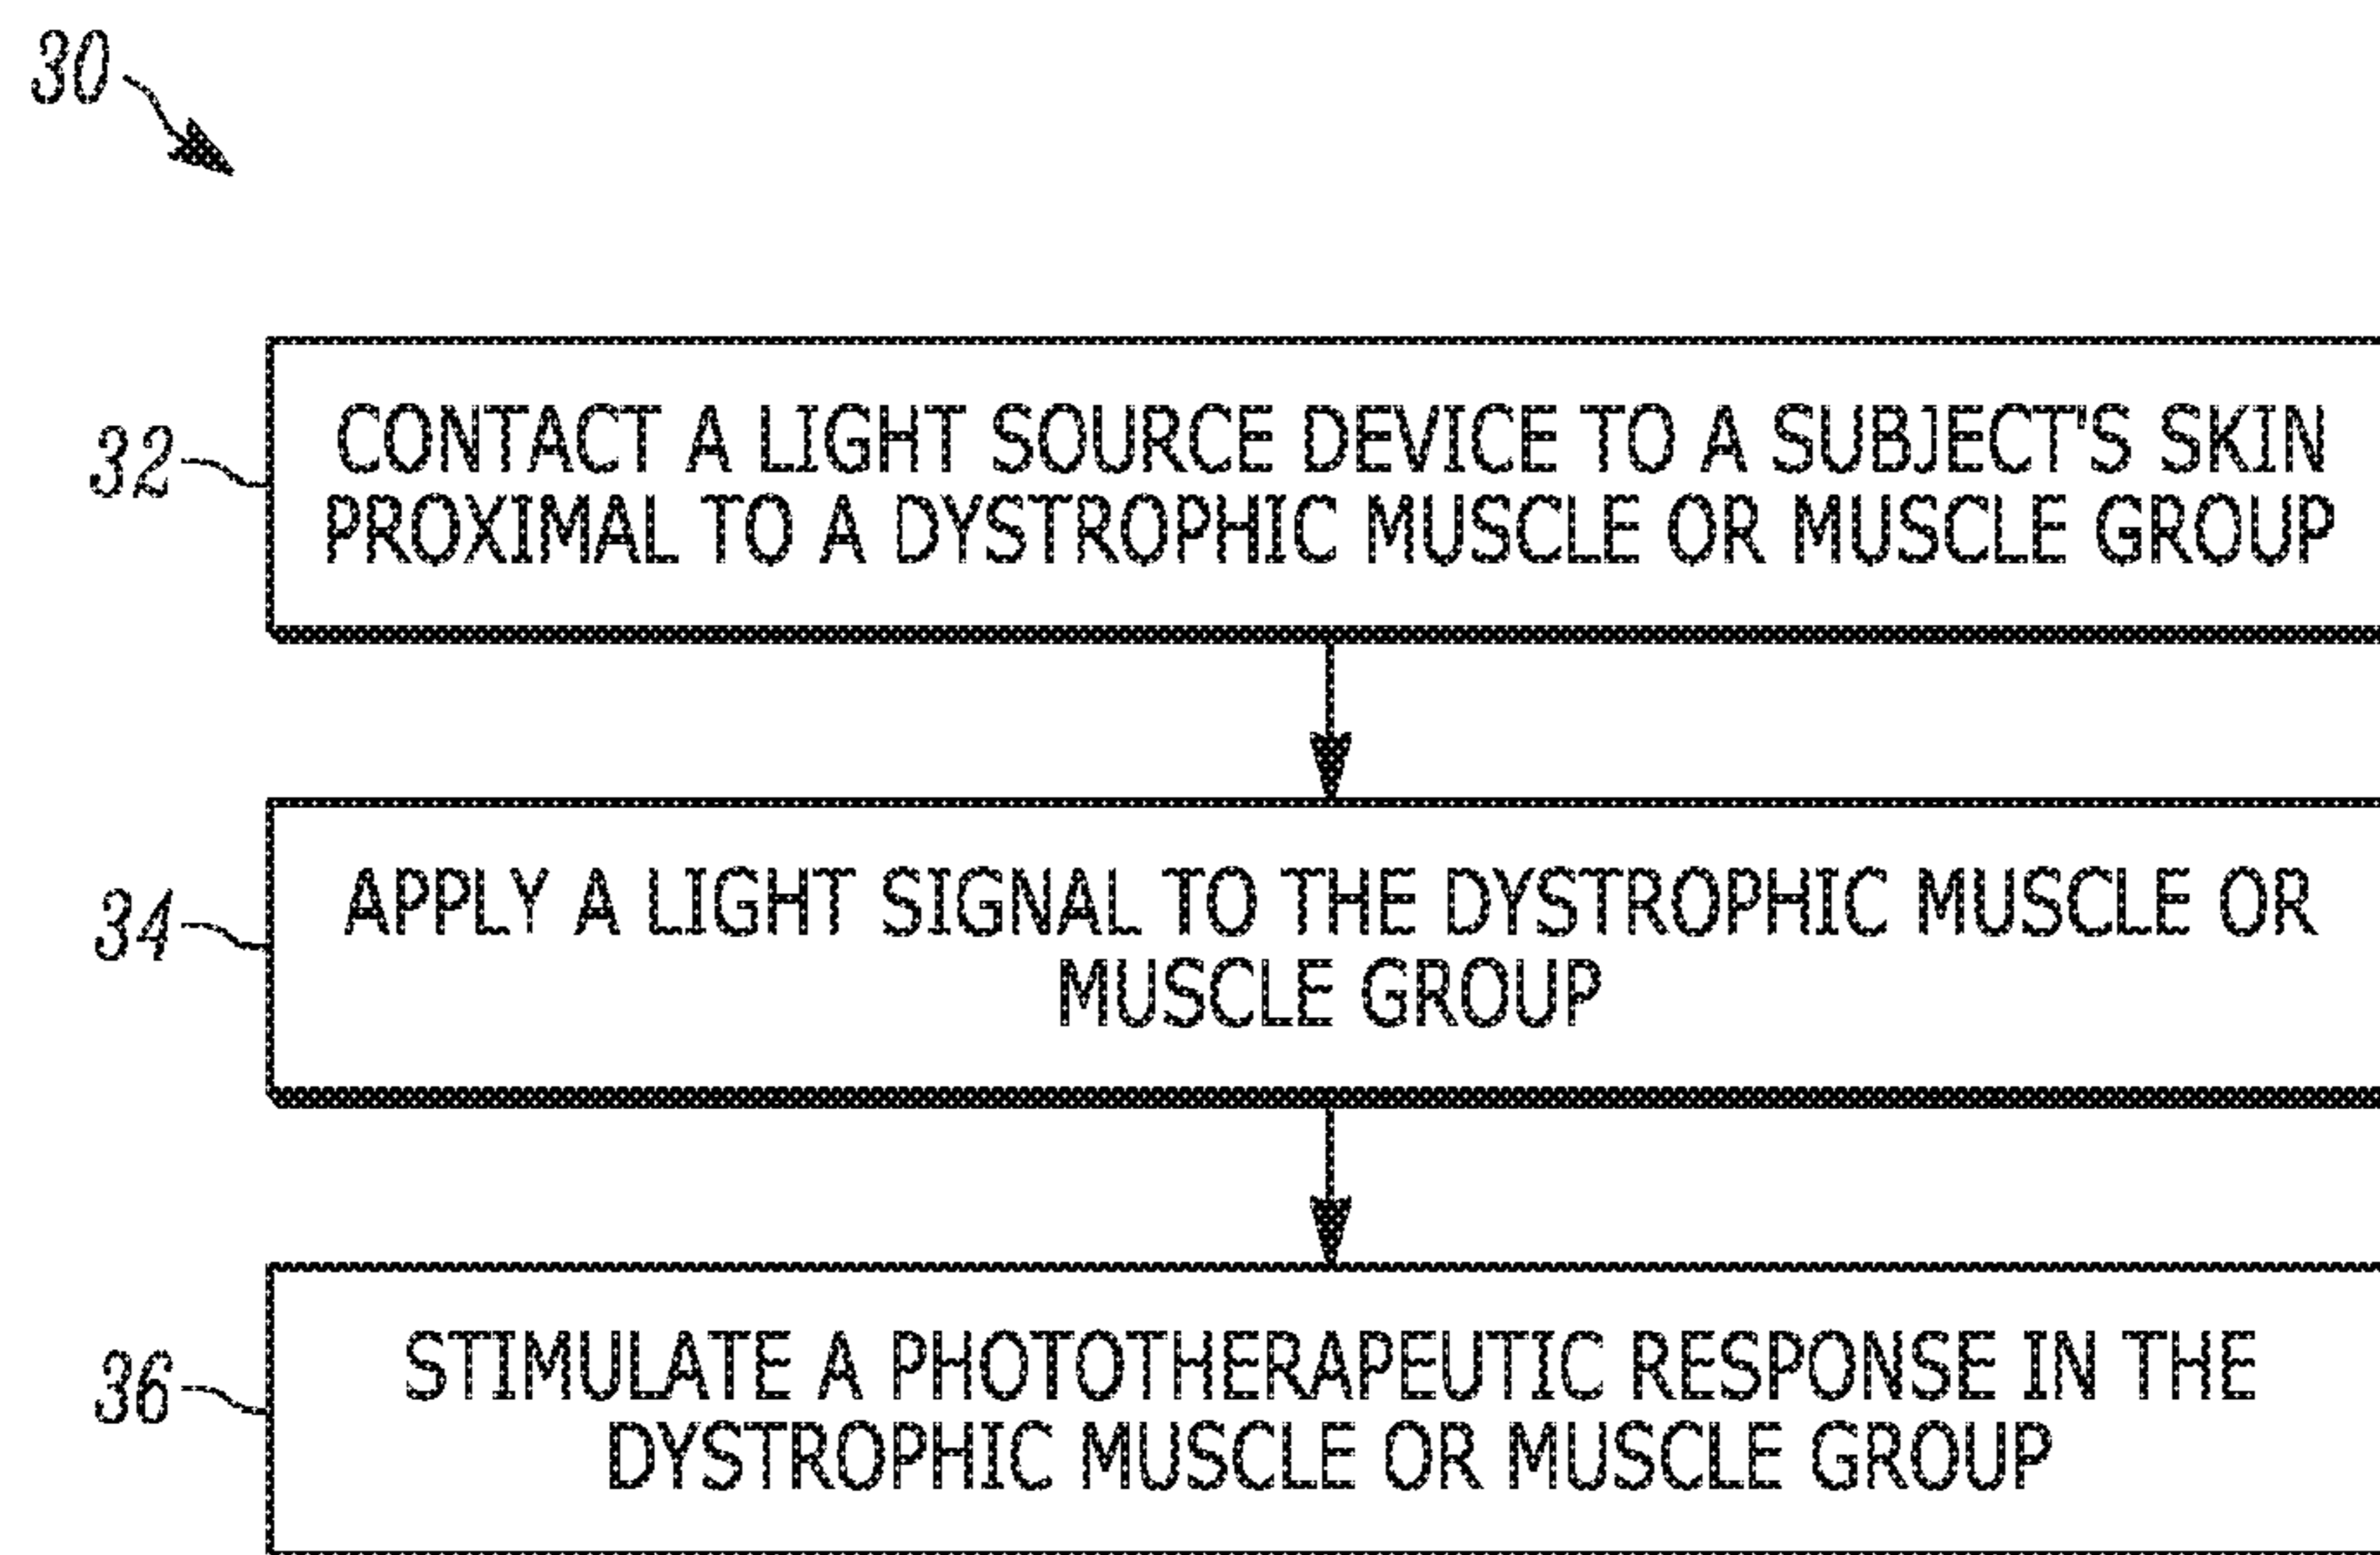 30
32
CONTACT A LIGHT SOURCE DEVICE TO A SUBJECT'S SKIN
PROXIMAL TO A DYSTROPHIC MUSCLE OR MUSCLE GROUP
34
APPLY A LIGHT SIGNAL TO THE DYSTROPHIC MUSCLE OR
MUSCLE GROUP
36
STIMULATE A PHOTOTHERAPEUTIC RESPONSE IN THE
DYSTROPHIC MUSCLE OR MUSCLE GROUP